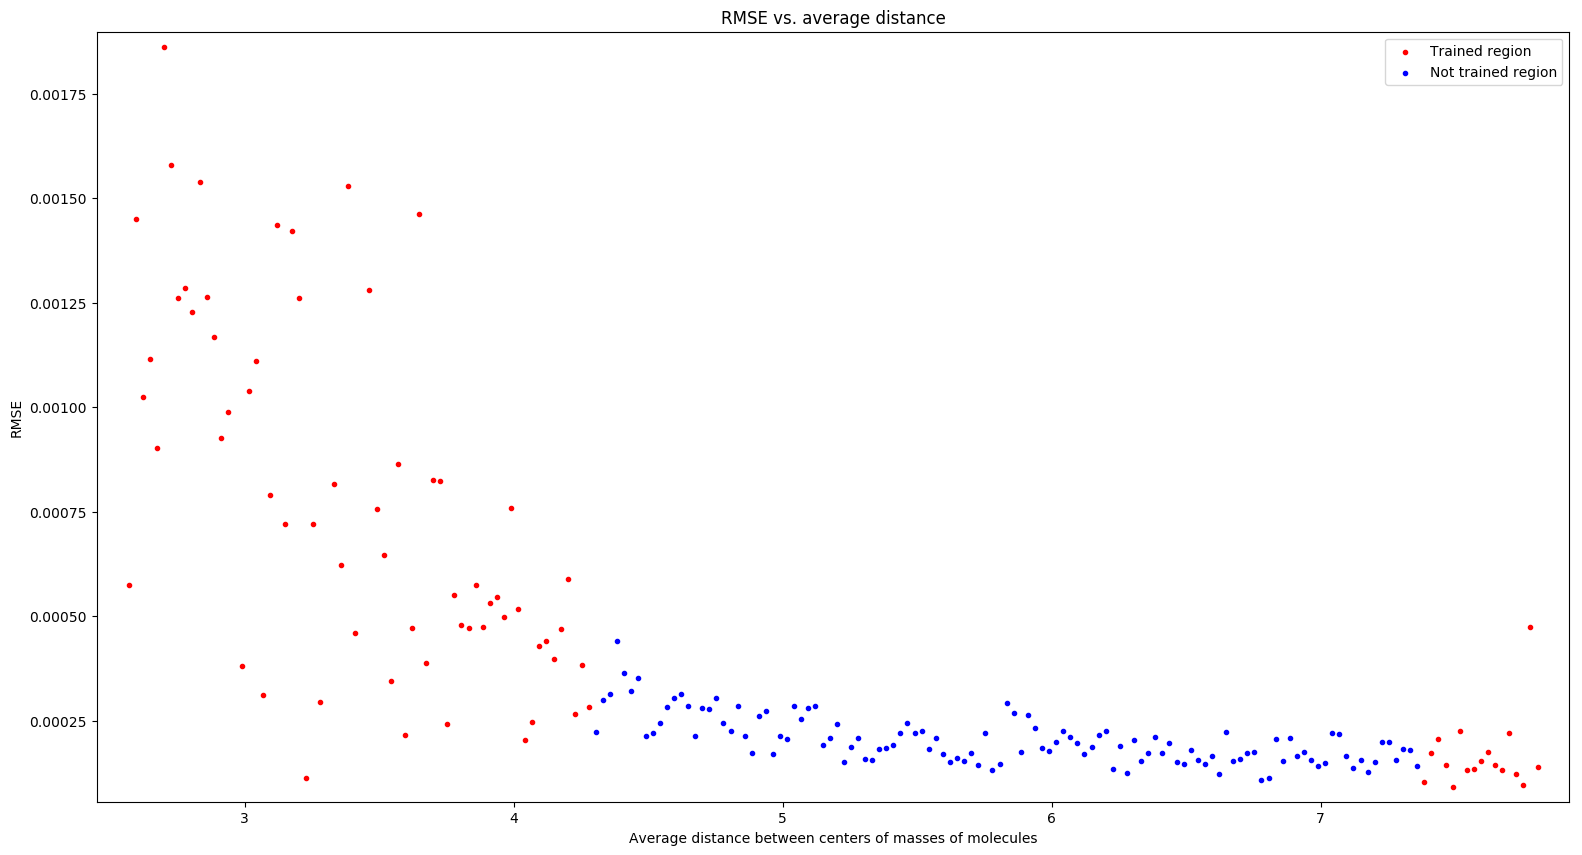 RMSE vs. average distance
Trained region
Not trained region
0.00175
0.00150
0.00125
0.00100
0.00075
0.00050
0.00025
RMSE
3 4 5 6 7
Average distance between centers of masses of molecules